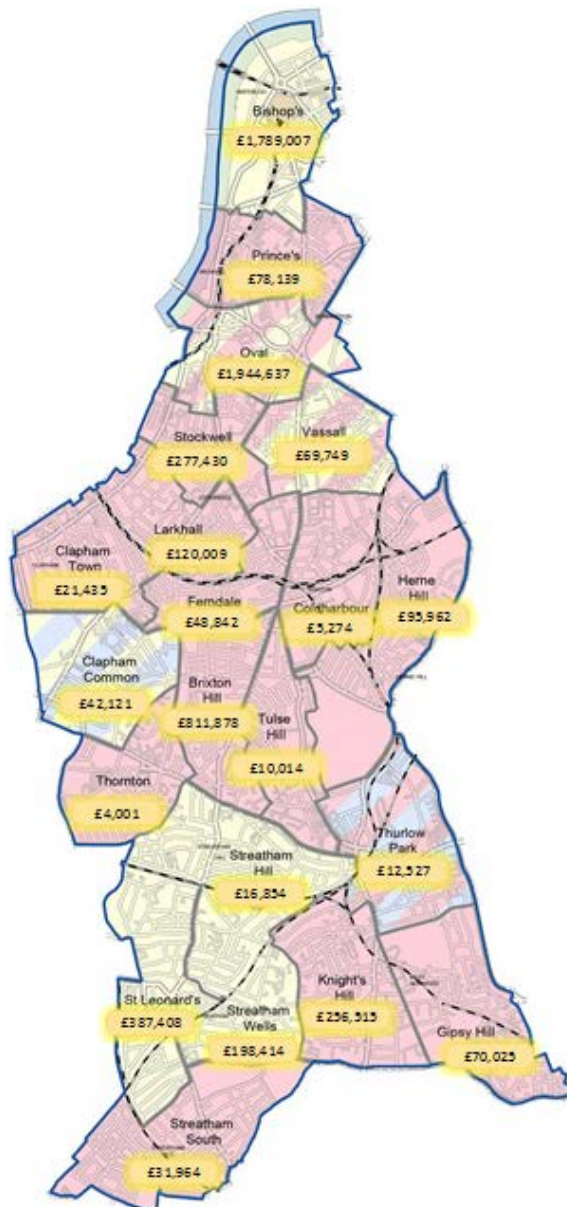 Bishop's
£1,789,007
Prince's
£78,139
Oval
£1,944,637
Stockwell
£277,430
Vassall
£69,749
Larkhall
£120,009
Clapham
Town
£21,435
Ferndale
£48,842
Coldharbour
£5,274
Herne
Hill
£95,962
Clapham
Common
£42,121
Brixton
Hill
£811,878
Tulse
Hill
£10,014
Thornton
£4,001
Thurlow
Park
£12,527
Streatham
Hill
£16,854
St Leonard's
£387,408
Streatham
Wells
£198,414
Knight's
Hill
£256,515
Gipsy Hill
£70,025
Streatham
South
£31,964